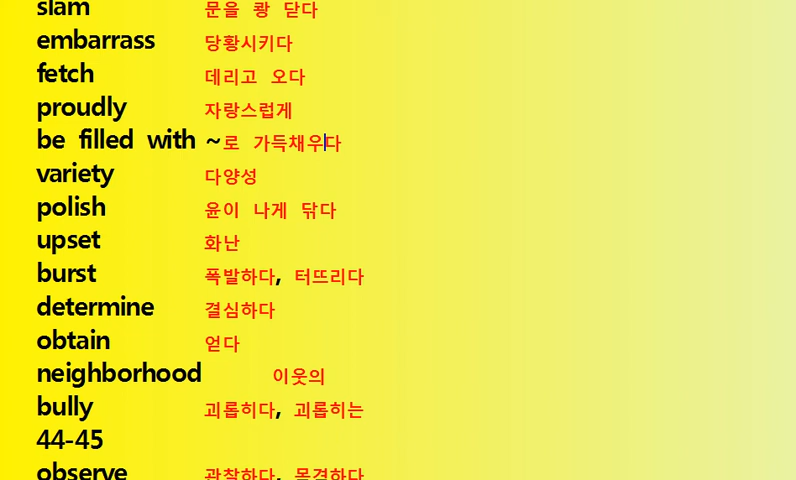 slam 문을 쾅 닫다
embarrass 당황시키다
fetch 데리고 오다
proudly 자랑스럽게
be filled with ~로 가득채우다
variety 다양성
polish 윤이 나게 닦다
upset 화난
burst 폭발하다, 터뜨리다
determine 결심하다
obtain 얻다
neighborhood 이웃의
bully 괴롭히다, 괴롭히는
44-45
observe 관찰하다, 목격하다